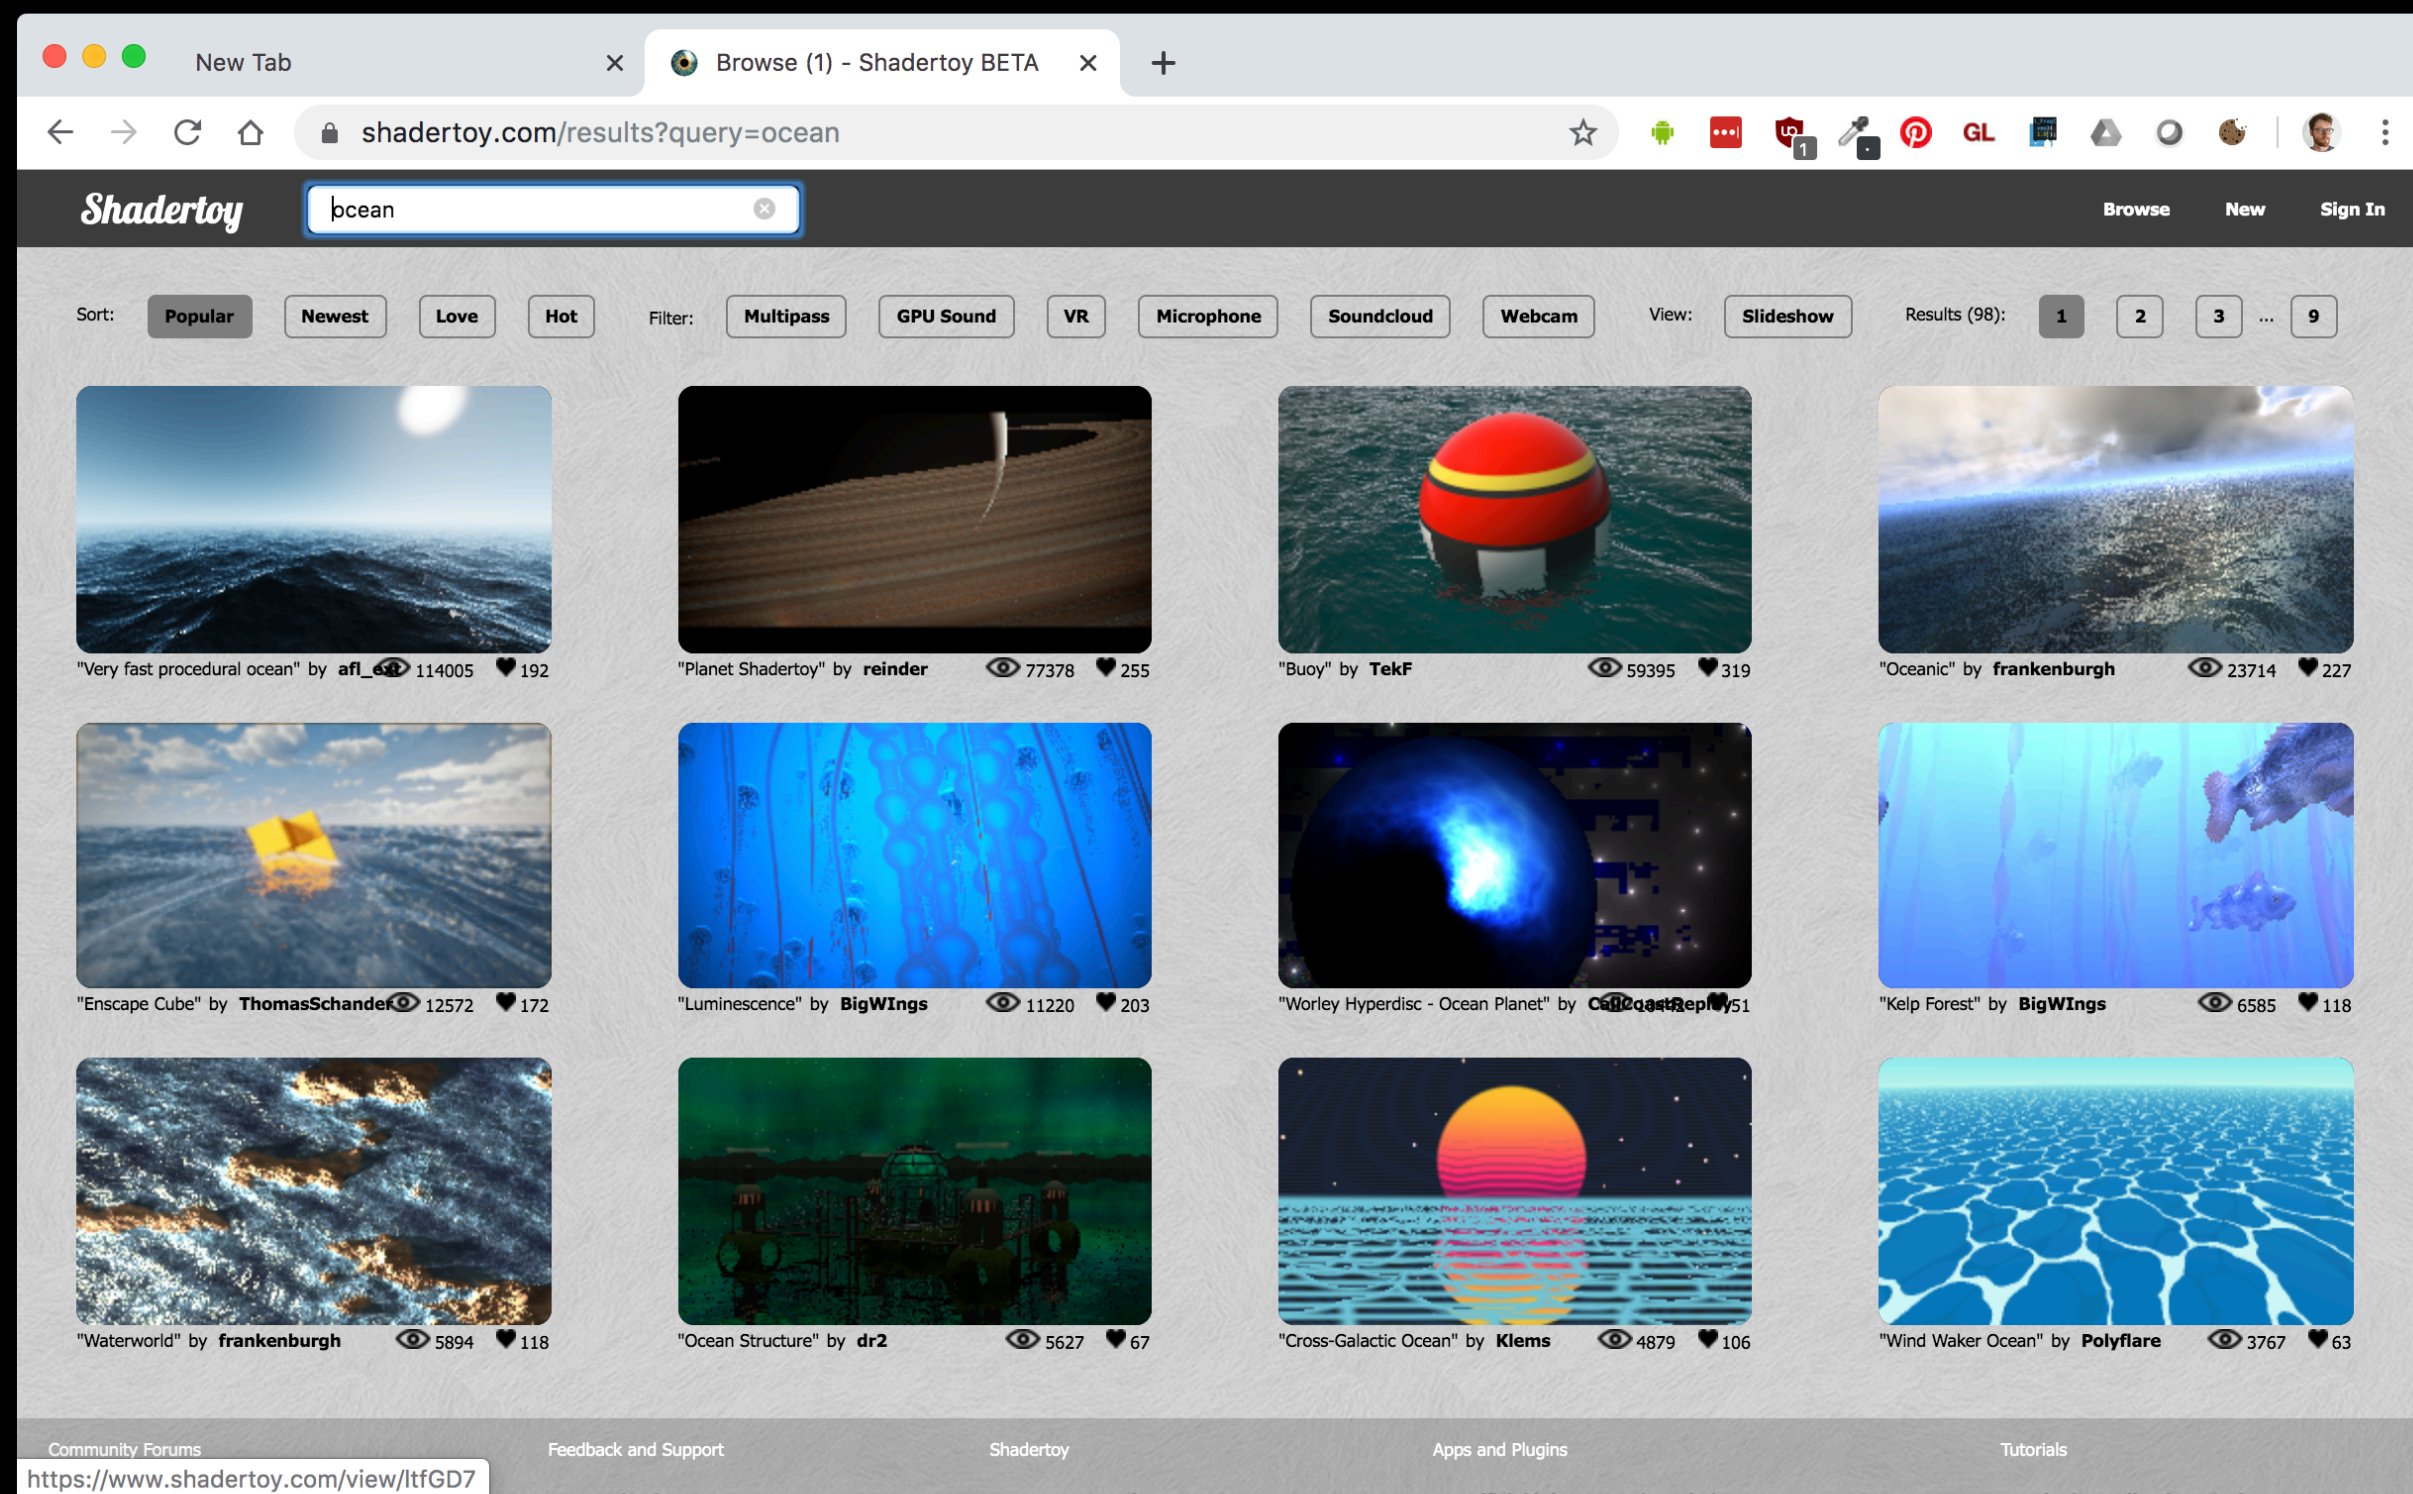 New Tab
Browse (1) - Shadertoy BETA
shadertoy.com/results?query=ocean
1
GL
Shadertoy
ocean
Browse New Sign In
Sort: Popular Newest Love Hot Filter: Multipass GPU Sound VR Microphone Soundcloud Webcam View: Slideshow Results (98): 1 2 3 ... 9
"Very fast procedural ocean" by afl_ext 114005 192
"Planet Shadertoy" by reinder 77378 255
"Buoy" by TekF 59395 319
"Oceanic" by frankenburgh 23714 227
"Enscape Cube" by ThomasSchander 12572 172
"Luminescence" by BigWIngs 11220 203
"Worley Hyperdisc - Ocean Planet" by CallCoastReplay 51
"Kelp Forest" by BigWIngs 6585 118
"Waterworld" by frankenburgh 5894 118
"Ocean Structure" by dr2 5627 67
"Cross-Galactic Ocean" by Klems 4879 106
"Wind Waker Ocean" by Polyflare 3767 63
Community Forums Feedback and Support Shadertoy Apps and Plugins Tutorials
https://www.shadertoy.com/view/ltfGD7